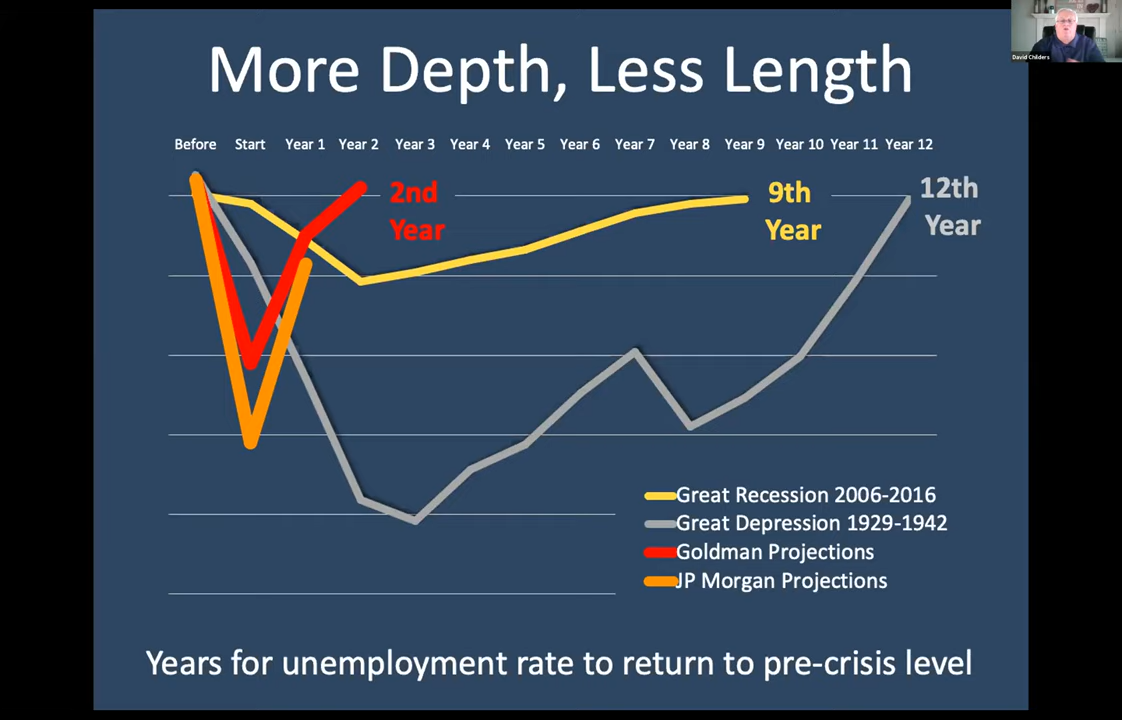 David Childers
More Depth, Less Length
Before Start Year 1 Year 2 Year 3 Year 4 Year 5 Year 6 Year 7 Year 8 Year 9 Year 10 Year 11 Year 12
2nd
Year
9th
Year
12th
Year
Great Recession 2006-2016
Great Depression 1929-1942
Goldman Projections
JP Morgan Projections
Years for unemployment rate to return to pre-crisis level